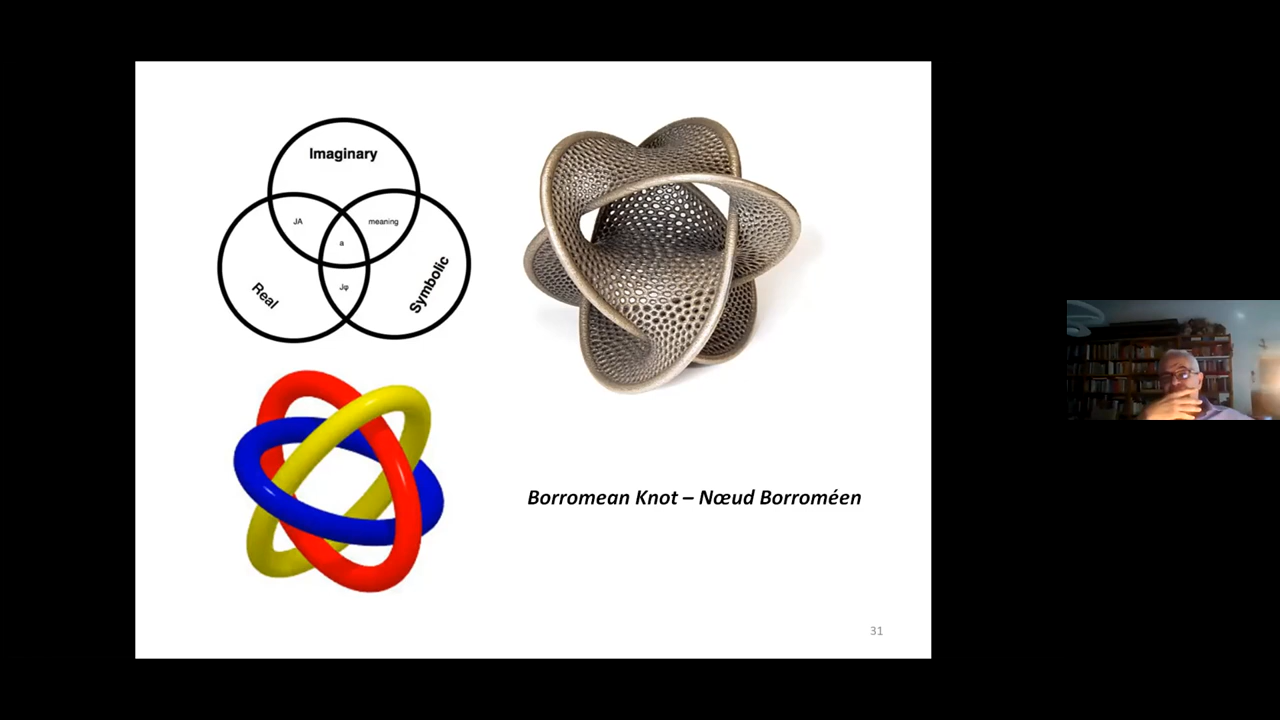 Imaginary
JA
meaning
a
Real
Jφ
Symbolic
Borromean Knot – Nœud Borroméen
31